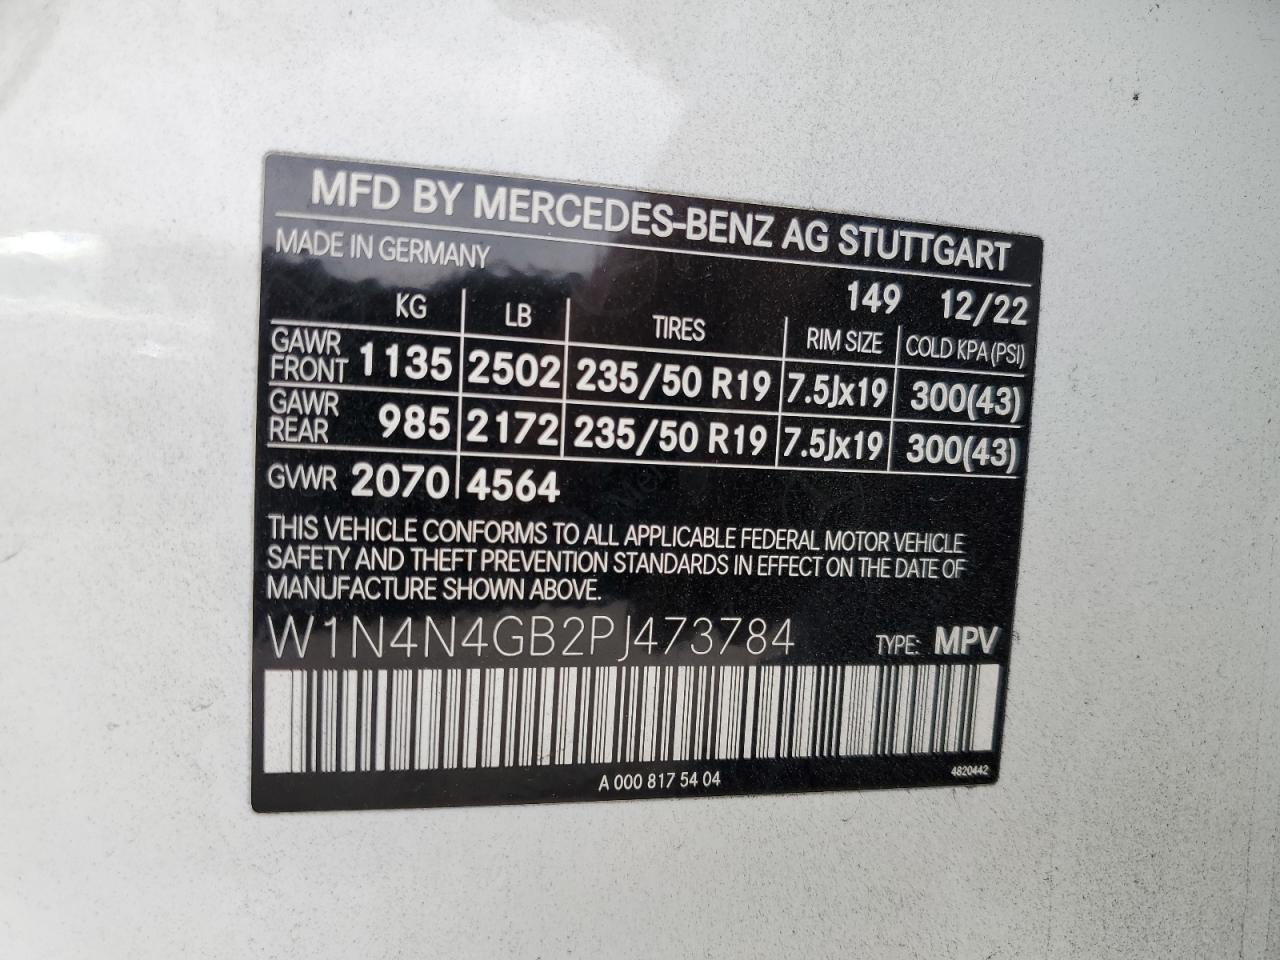 MFD BY MERCEDES-BENZ AG STUTTGART
MADE IN GERMANY
149 12/22
KG LB TIRES RIM SIZE COLD KPA (PSI)
GAWR FRONT 1135 2502 235/50 R19 7.5Jx19 300(43)
GAWR REAR 985 2172 235/50 R19 7.5Jx19 300(43)
GVWR 2070 4564
THIS VEHICLE CONFORMS TO ALL APPLICABLE FEDERAL MOTOR VEHICLE
SAFETY AND THEFT PREVENTION STANDARDS IN EFFECT ON THE DATE OF
MANUFACTURE SHOWN ABOVE.
W1N4N4GB2PJ473784 TYPE: MPV
A 000 817 54 04
4820442